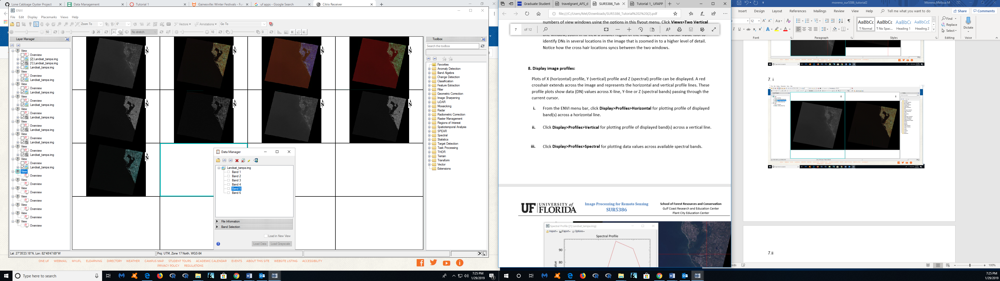 Lone Cabbage Oyster Project
Data Management
Tutorial 1
Gainesville: Winter Festivals - Fun
uf apps - Google Search
Citrix Receiver
ENVI
File Edit Display Placemarks Views Help
Zoom To
0°
Vectors
Annotations
Go To
50
20
No stretch
10
0
Layer Manager
View
Overview
[2] Landsat_tampa.img
[1] Landsat_tampa.img
Landsat_tampa.img
View
Overview
Landsat_tampa.img
View
Overview
Landsat_tampa.img
View
Overview
Landsat_tampa.img
View
Overview
Landsat_tampa.img
View
Overview
Landsat_tampa.img
View
Overview
Landsat_tampa.img
View
Overview
Landsat_tampa.img
View
Overview
Landsat_tampa.img
View
Overview
View
Overview
View
Overview
View
Overview
View
Overview
View
Overview
View
Overview
N
N
N
N
N
N
N
N
N
Data Manager
Landsat_tampa.img
Band 1
Band 2
Band 3
Band 4
Band 5
Band 6
File Information
Band Selection
Load in New View
Load Data
Load Grayscale
Toolbox
Search the toolbox
Favorites
Anomaly Detection
Band Algebra
Change Detection
Classification
Feature Extraction
Filter
Geometric Correction
Image Sharpening
LiDAR
Mosaicking
Radar
Radiometric Correction
Raster Management
Regions of Interest
Spatiotemporal Analysis
SPEAR
Spectral
Statistics
Target Detection
Task Processing
THOR
Terrain
Transform
Vector
Extensions
Lat: 27°35'23.18"N, Lon: 82°48'47.69"W
Proj: UTM, Zone 17 North, WGS-84
ONE UF WEBMAIL MYUFL ELEARNING DIRECTORY WEATHER CAMPUS MAP STUDENT TOURS ACADEMIC CALENDAR EVENTS ABOUT THIS SITE WEBSITE LISTING ACCESSIBILITY
PRIVACY POLICY REGULATIONS
Type here to search
7:25 PM
1/29/2019
Graduate Student
travelgrant_AFS_d
SUR5386_Tut
Tutorial 1_ UFAPP
file:///C:/Users/Mel/Downloads/SUR5386_Tutorial%202%20(2).pdf
numbers of view windows using the options in this flyout menu. Click Views>Two Vertical
7 of 12
one window, zoom in to view a smaller region of the image. Use the Cursor Value tool to
identify DNs in several locations in the image that is zoomed in to a higher level of detail.
Notice how the cross hair locations syncs between the two windows.
8. Display image profiles:
Plots of X (horizontal) profile, Y (vertical) profile and Z (spectral) profile can be displayed. A red
crosshair extends across the image and represents the horizontal and vertical profile lines. These
profile plots show data (DN) values across X-line, Y-line or Z (spectral bands) passing through the
current cursor.
i. From the ENVI menu bar, click Display>Profiles>Horizontal for plotting profile of displayed
band(s) across a horizontal line.
ii. Click Display>Profiles>Vertical for plotting profile of displayed band(s) across a vertical line.
iii. Click Display>Profiles>Spectral for plotting data values across available spectral bands.
UF UNIVERSITY of FLORIDA
Image Processing for Remote Sensing
SUR5386
School of Forest Resources and Conservation
Gulf Coast Research and Education Center
Plant City Education Center
Spectral Profile ([1] Landsat_tampa.img)
Import Export Options
Spectral Profile
90
80
moreno_sur5386_tutorial2
Moreno,Melissa M
Insert Design Layout References Mailings Review View Help Tell me what you want to do
Share
Comments
12
Aa
AaBbCc AaBbCc AaBbCc AaBbCcD
¶ Normal ¶ No Spac... Heading 1 Heading 2
Find
Replace
Select
Dictate
Font
Paragraph
Styles
Editing
Voice
7. i
7.ii
100%
7:25 PM
1/29/2019